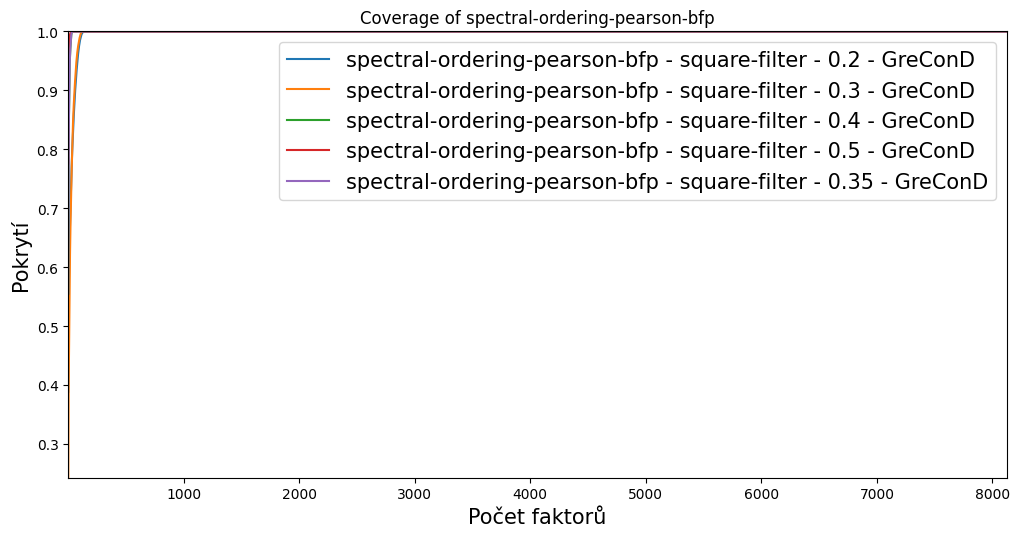 Coverage of spectral-ordering-pearson-bfp
1.0
0.9
0.8
0.7
0.6
0.5
0.4
0.3
Pokrytí
spectral-ordering-pearson-bfp - square-filter - 0.2 - GreConD
spectral-ordering-pearson-bfp - square-filter - 0.3 - GreConD
spectral-ordering-pearson-bfp - square-filter - 0.4 - GreConD
spectral-ordering-pearson-bfp - square-filter - 0.5 - GreConD
spectral-ordering-pearson-bfp - square-filter - 0.35 - GreConD
1000 2000 3000 4000 5000 6000 7000 8000
Počet faktorů